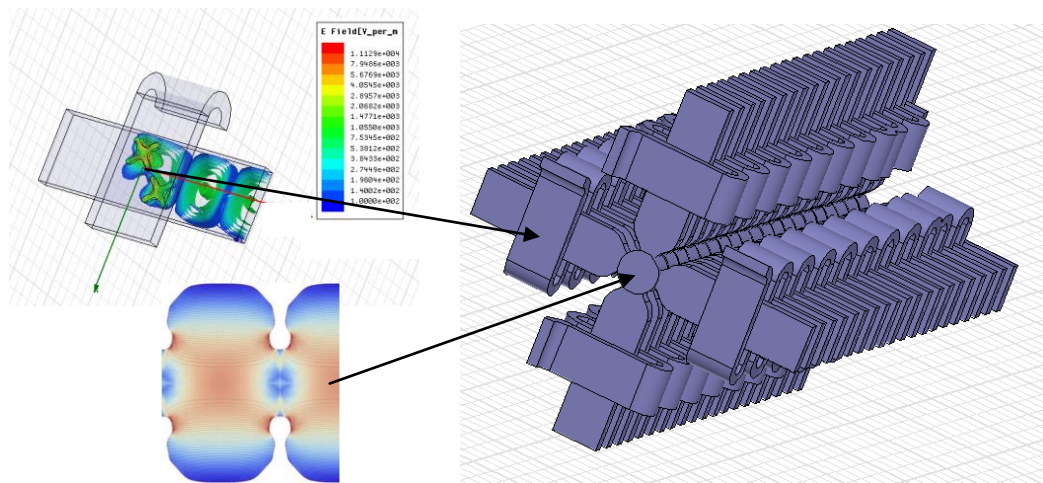 E Field[V_per_m
1.1129e+004
7.9486e+003
5.6769e+003
4.0545e+003
2.8957e+003
2.0682e+003
1.4771e+003
1.0550e+003
7.5345e+002
5.3812e+002
3.8433e+002
2.7449e+002
1.9604e+002
1.4002e+002
1.0000e+002